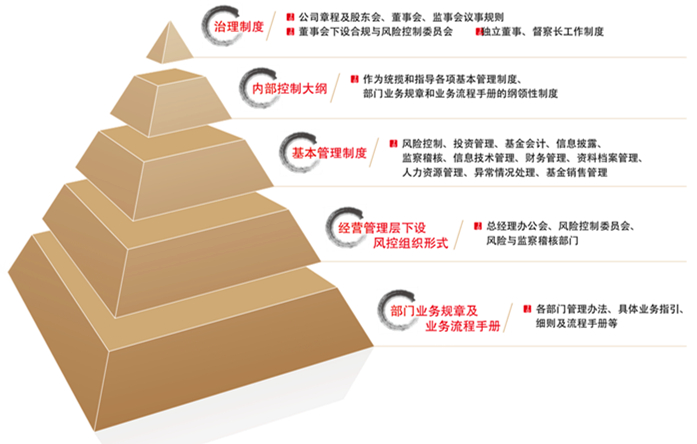 治理制度
公司章程及股东会、董事会、监事会议事规则
董事会下设合规与风险控制委员会 独立董事、督察长工作制度
内部控制大纲
作为统揽和指导各项基本管理制度、
部门业务规章和业务流程手册的纲领性制度
基本管理制度
风险控制、投资管理、基金会计、信息披露、
监察稽核、信息技术管理、财务管理、资料档案管理、
人力资源管理、异常情况处理、基金销售管理
经营管理层下设
风控组织形式
总经理办公会、风险控制委员会、
风险与监察稽核部门
部门业务规章及
业务流程手册
各部门管理办法、具体业务指引、
细则及流程手册等